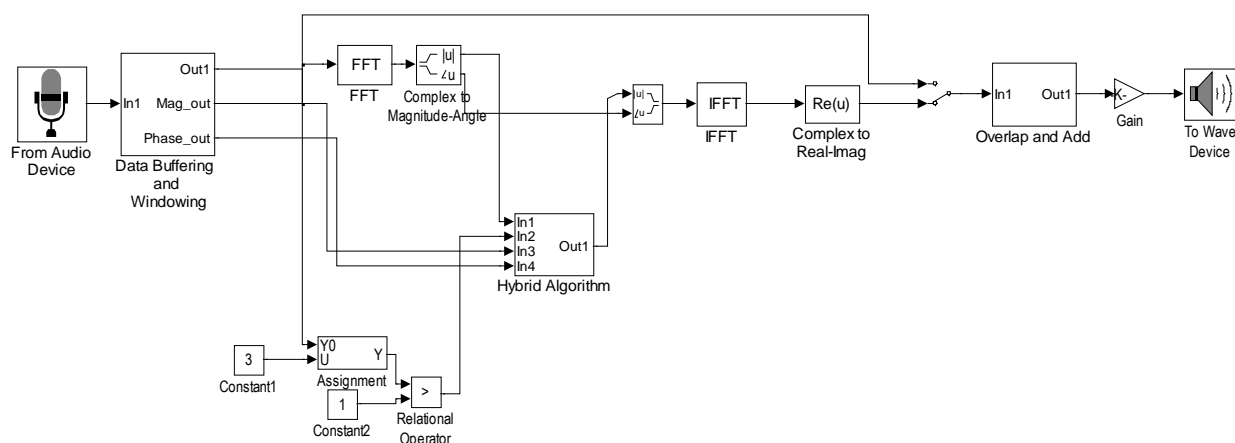 In1
From Audio
Device
Out1
Mag_out
Phase_out
Data Buffering
and
Windowing
FFT
FFT
|u|
∠u
Complex to
Magnitude-Angle
In1
In2
In3
In4
Out1
Hybrid Algorithm
|u|
∠u
IFFT
IFFT
Re(u)
Complex to
Real-Imag
In1
Out1
Overlap and Add
K-
Gain
To Wave
Device
3
Constant1
Y0
U
Y
Assignment
1
Constant2
>
Relational
Operator